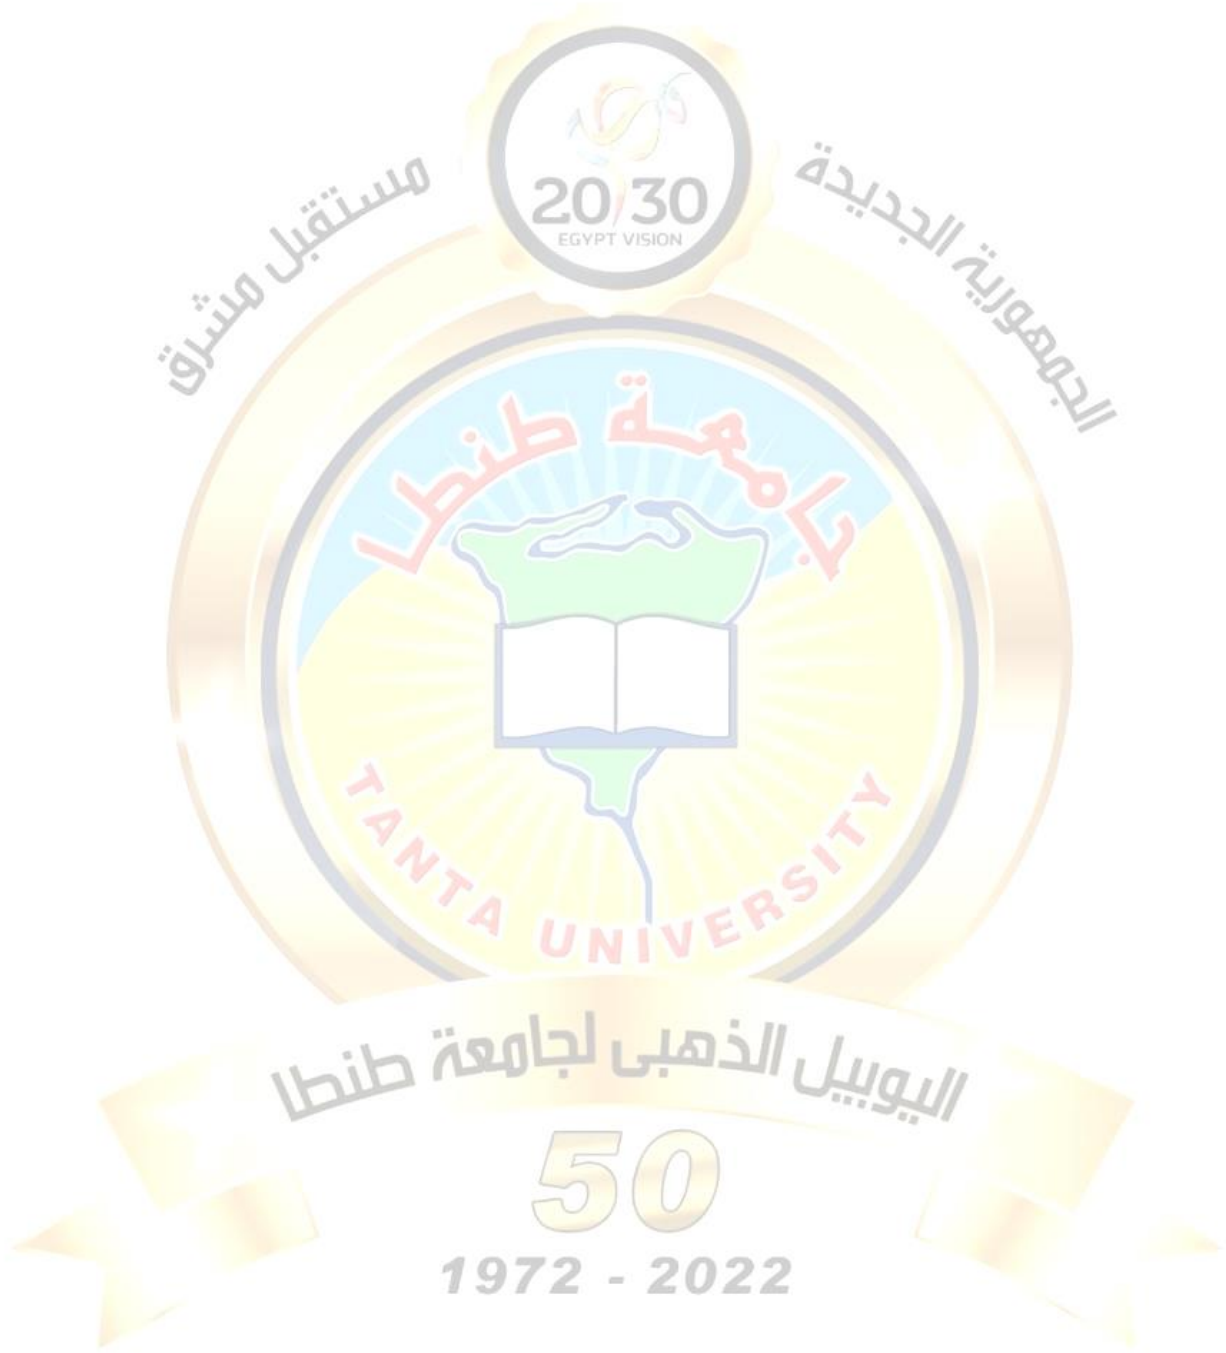 20/30
EGYPT VISION
الجمهورية الجديدة
مستقبل مشرق
جامعة طنطا
TANTA UNIVERSITY
اليوبيل الذهبى لجامعة طنطا
50
1972 - 2022